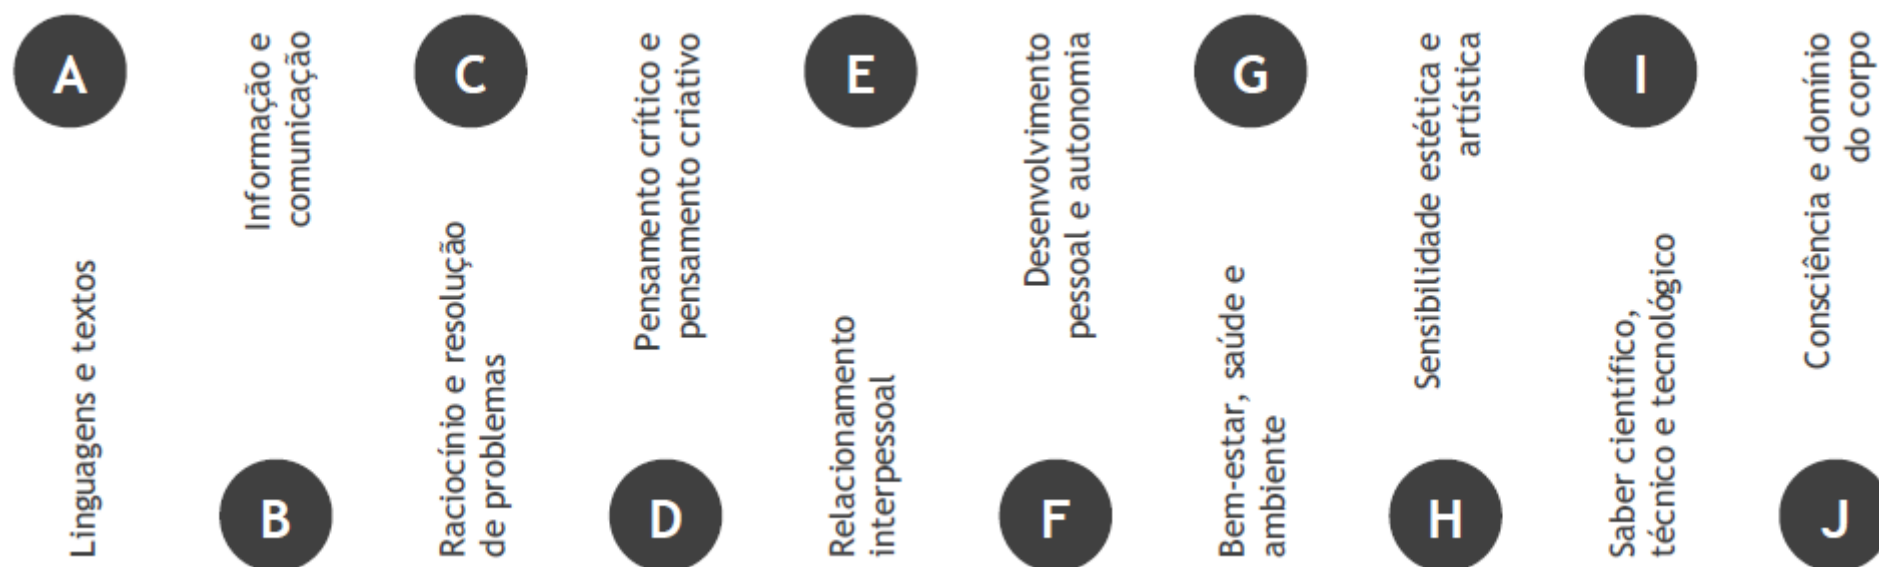 A
Linguagens e textos
Informação e
comunicação
B
C
Raciocínio e resolução
de problemas
Pensamento crítico e
pensamento criativo
D
E
Relacionamento
interpessoal
Desenvolvimento
pessoal e autonomia
F
G
Bem-estar, saúde e
ambiente
Sensibilidade estética e
artística
H
I
Saber científico,
técnico e tecnológico
Consciência e domínio
do corpo
J